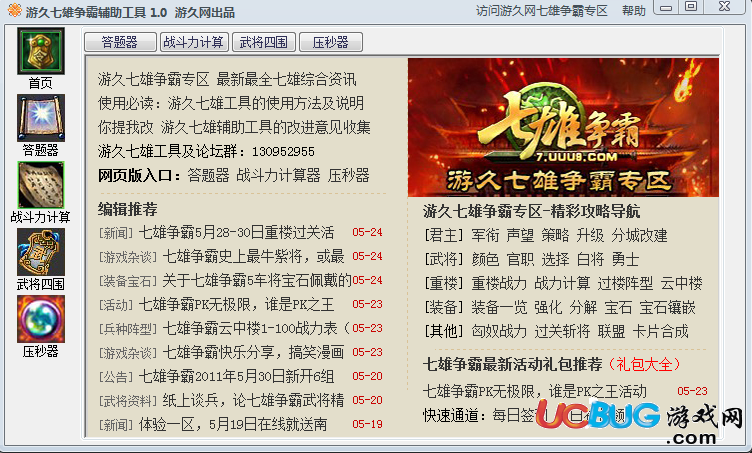 游久七雄争霸辅助工具 1.0 游久网出品
访问游久网七雄争霸专区 帮助
首页
答题器
战斗力计算
武将四围
压秒器
答题器 战斗力计算 武将四围 压秒器
游久七雄争霸专区 最新最全七雄综合资讯
使用必读：游久七雄工具的使用方法及说明
你提我改 游久七雄辅助工具的改进意见收集
游久七雄工具及论坛群：130952955
网页版入口：答题器 战斗力计算器 压秒器
编辑推荐
[新闻] 七雄争霸5月28-30日重楼过关活 05-24
[游戏杂谈] 七雄争霸史上最牛紫将，或最 05-24
[装备宝石] 关于七雄争霸5车将宝石佩戴的 05-24
[活动] 七雄争霸PK无极限，谁是PK之王 05-23
[兵种阵型] 七雄争霸云中楼1-100战力表（ 05-23
[游戏杂谈] 七雄争霸快乐分享，搞笑漫画 05-23
[公告] 七雄争霸2011年5月30日新开6组 05-20
[武将资料] 纸上谈兵，论七雄争霸武将精 05-20
[新闻] 体验一区，5月19日在线就送南 05-19
七雄争霸
7.UUU9.COM
游久七雄争霸专区
游久七雄争霸专区-精彩攻略导航
[君主] 军衔 声望 策略 升级 分城改建
[武将] 颜色 官职 选择 白将 勇士
[重楼] 重楼战力 战力计算 过楼阵型 云中楼
[装备] 装备一览 强化 分解 宝石 宝石镶嵌
[其他] 匈奴战力 过关斩将 联盟 卡片合成
七雄争霸最新活动礼包推荐（礼包大全）
七雄争霸PK无极限，谁是PK之王活动 05-23
快速通道：每日签到
UCBUG游戏网
.com